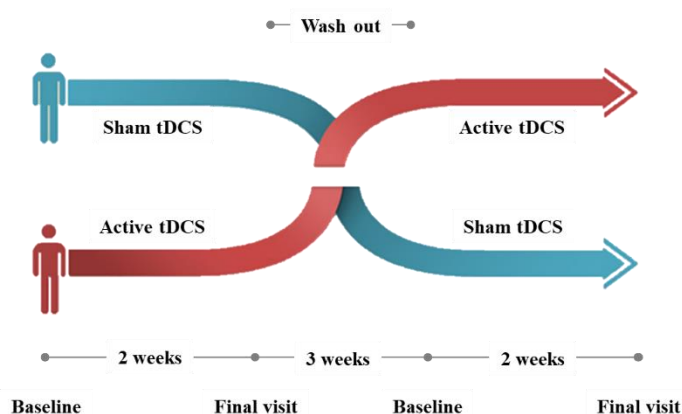 Wash out
Sham tDCS
Active tDCS
Active tDCS
Sham tDCS
2 weeks
3 weeks
2 weeks
Baseline
Final visit
Baseline
Final visit